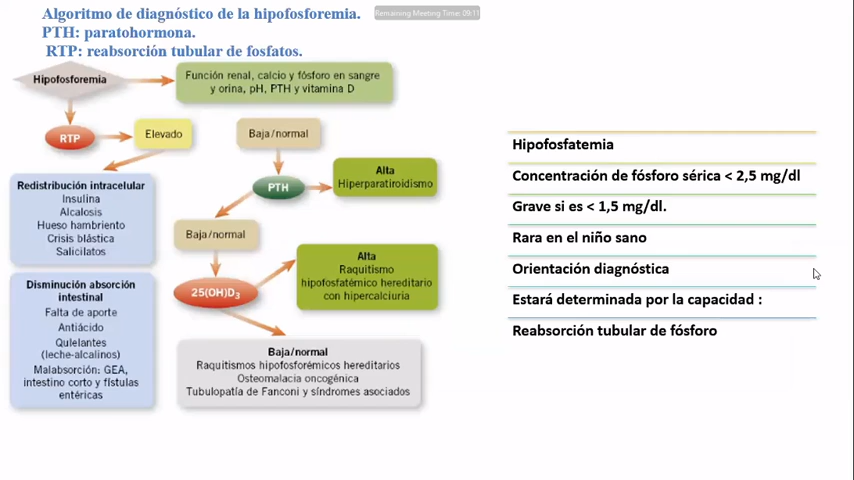 Algoritmo de diagnóstico de la hipofosforemia.
PTH: paratohormona.
RTP: reabsorción tubular de fosfatos.
Remaining Meeting Time: 09:11
Hipofosforemia
Función renal, calcio y fósforo en sangre
y orina, pH, PTH y vitamina D
RTP
Elevado
Baja/normal
Redistribución intracelular
Insulina
Alcalosis
Hueso hambriento
Crisis blástica
Salicilatos
PTH
Alta
Hiperparatiroidismo
Baja/normal
25(OH)D3
Alta
Raquitismo
hipofosfatémico hereditario
con hipercalciuria
Disminución absorción
intestinal
Falta de aporte
Antiácido
Quelantes
(leche-alcalinos)
Malabsorción: GEA,
intestino corto y fístulas
entéricas
Baja/normal
Raquitismos hipofosforémicos hereditarios
Osteomalacia oncogénica
Tubulopatía de Fanconi y síndromes asociados
Hipofosfatemia
Concentración de fósforo sérica < 2,5 mg/dl
Grave si es < 1,5 mg/dl.
Rara en el niño sano
Orientación diagnóstica
Estará determinada por la capacidad :
Reabsorción tubular de fósforo